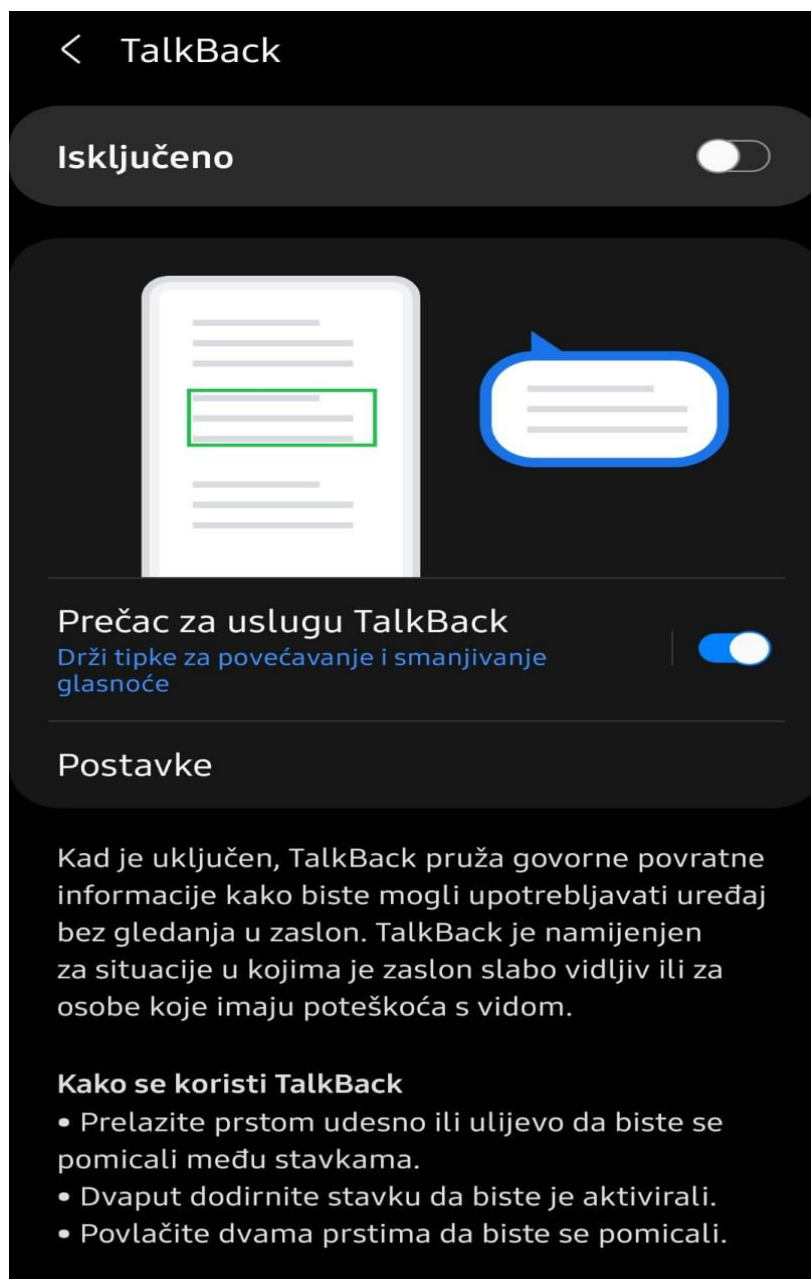 TalkBack
Isključeno
Prečac za uslugu TalkBack
Drži tipke za povećavanje i smanjivanje
glasnoće
Postavke
Kad je uključen, TalkBack pruža govorne povratne
informacije kako biste mogli upotrebljavati uređaj
bez gledanja u zaslon. TalkBack je namijenjen
za situacije u kojima je zaslon slabo vidljiv ili za
osobe koje imaju poteškoća s vidom.
Kako se koristi TalkBack
• Prelazite prstom udesno ili ulijevo da biste se
pomicali među stavkama.
• Dvaput dodirnite stavku da biste je aktivirali.
• Povlačite dvama prstima da biste se pomicali.